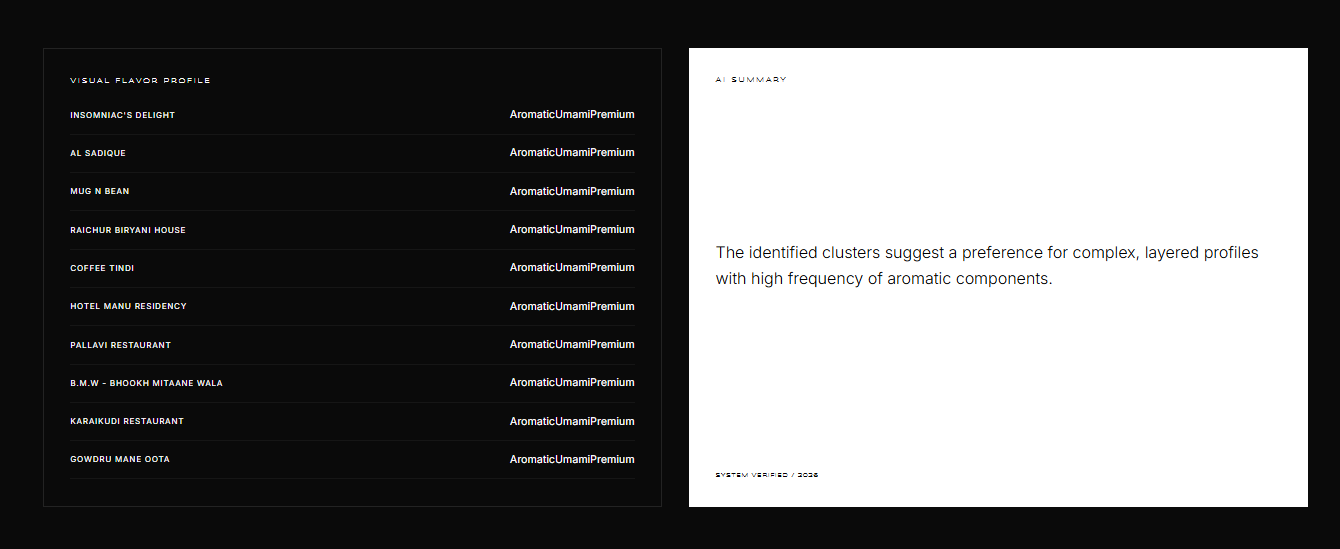 VISUAL FLAVOR PROFILE
INSOMNIAC'S DELIGHT AromaticUmamiPremium
AL SADIQUE AromaticUmamiPremium
MUG N BEAN AromaticUmamiPremium
RAICHUR BIRYANI HOUSE AromaticUmamiPremium
COFFEE TINDI AromaticUmamiPremium
HOTEL MANU RESIDENCY AromaticUmamiPremium
PALLAVI RESTAURANT AromaticUmamiPremium
B.M.W - BHOOKH MITAANE WALA AromaticUmamiPremium
KARAIKUDI RESTAURANT AromaticUmamiPremium
GOWDRU MANE OOTA AromaticUmamiPremium
AI SUMMARY
The identified clusters suggest a preference for complex, layered profiles
with high frequency of aromatic components.
SYSTEM VERIFIED / 2026